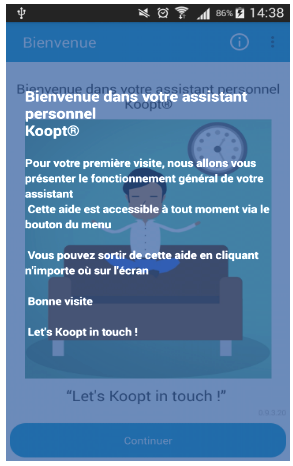 86% 14:38
Bienvenue
Bienvenue dans votre assistant personnel
Koopt®
Bienvenue dans votre assistant
personnel
Koopt®
Pour votre première visite, nous allons vous
présenter le fonctionnement général de votre
assistant
Cette aide est accessible à tout moment via le
bouton du menu
Vous pouvez sortir de cette aide en cliquant
n'importe où sur l'écran
Bonne visite
Let's Koopt in touch !
"Let's Koopt in touch !"
Continuer